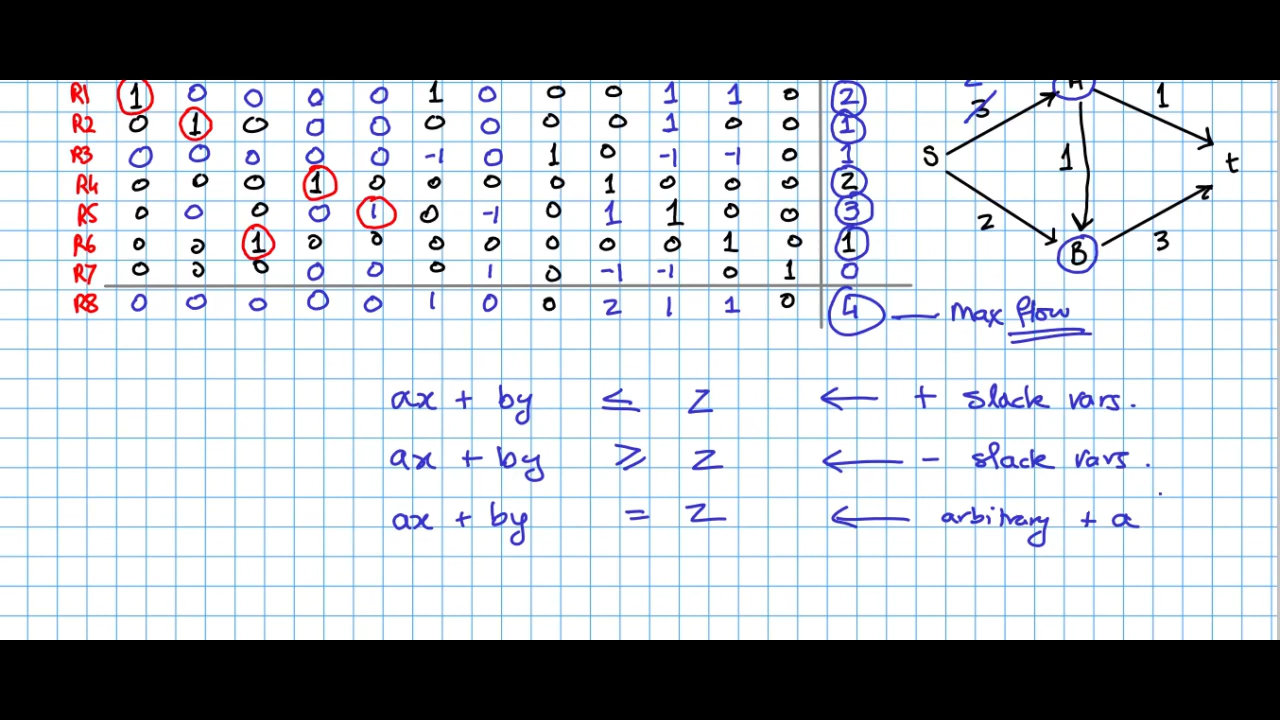 R1 1 0 0 0 0 1 0 0 0 1 1 0 2
R2 0 1 0 0 0 0 0 0 0 1 0 0 1
R3 0 0 0 0 0 -1 0 1 0 -1 -1 0 1
R4 0 0 0 1 0 0 0 0 1 0 0 0 2
R5 0 0 0 0 1 0 -1 0 1 1 0 0 3
R6 0 0 1 0 0 0 0 0 0 0 1 0 1
R7 0 0 0 0 0 0 1 0 -1 -1 0 1 0
R8 0 0 0 0 0 1 0 0 2 1 1 0 4 — Max flow
A
3
1
S
1
t
2
B
3
ax + by ≤ Z ← + slack vars.
ax + by ≥ Z ← - slack vars.
ax + by = Z ← arbitrary + a